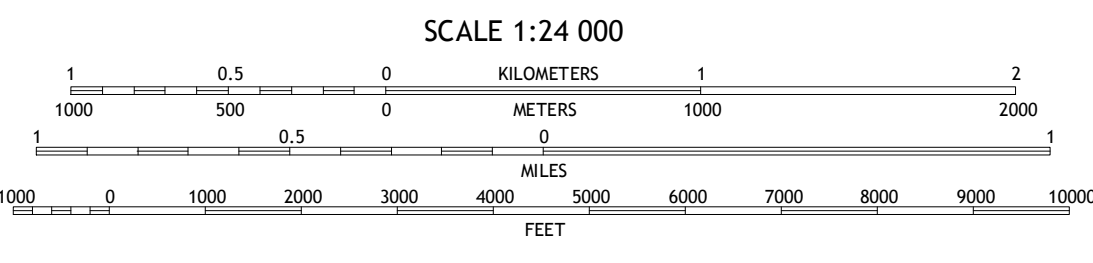 SCALE 1:24 000
1 0.5 0 KILOMETERS 1 2
1000 500 0 METERS 1000 2000
1 0.5 0 1
MILES
1000 0 1000 2000 3000 4000 5000 6000 7000 8000 9000 10000
FEET